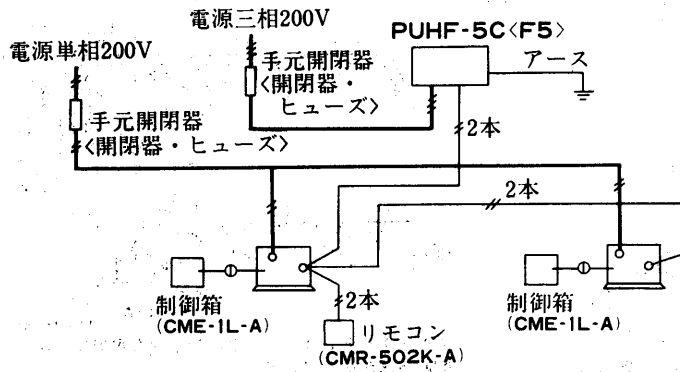 電源三相200V
電源単相200V
PUHF-5C〈F5〉
手元開閉器
〈開閉器・
ヒューズ〉
アース
手元開閉器
〈開閉器・ヒューズ〉
2本
2本
制御箱
(CME-1L-A)
2本
リモコン
(CMR-502K-A)
制御箱
(CME-1L-A)